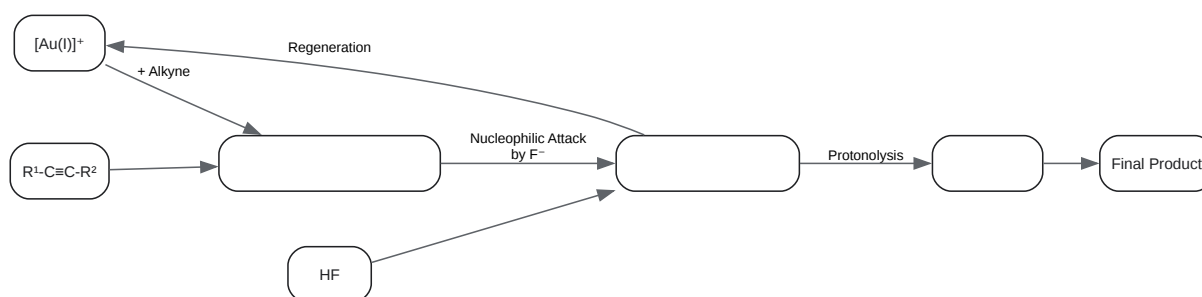 [Au(I)]⁺
Regeneration
+ Alkyne
R¹-C≡C-R²
Nucleophilic Attack
by F⁻
Protonolysis
Final Product
HF